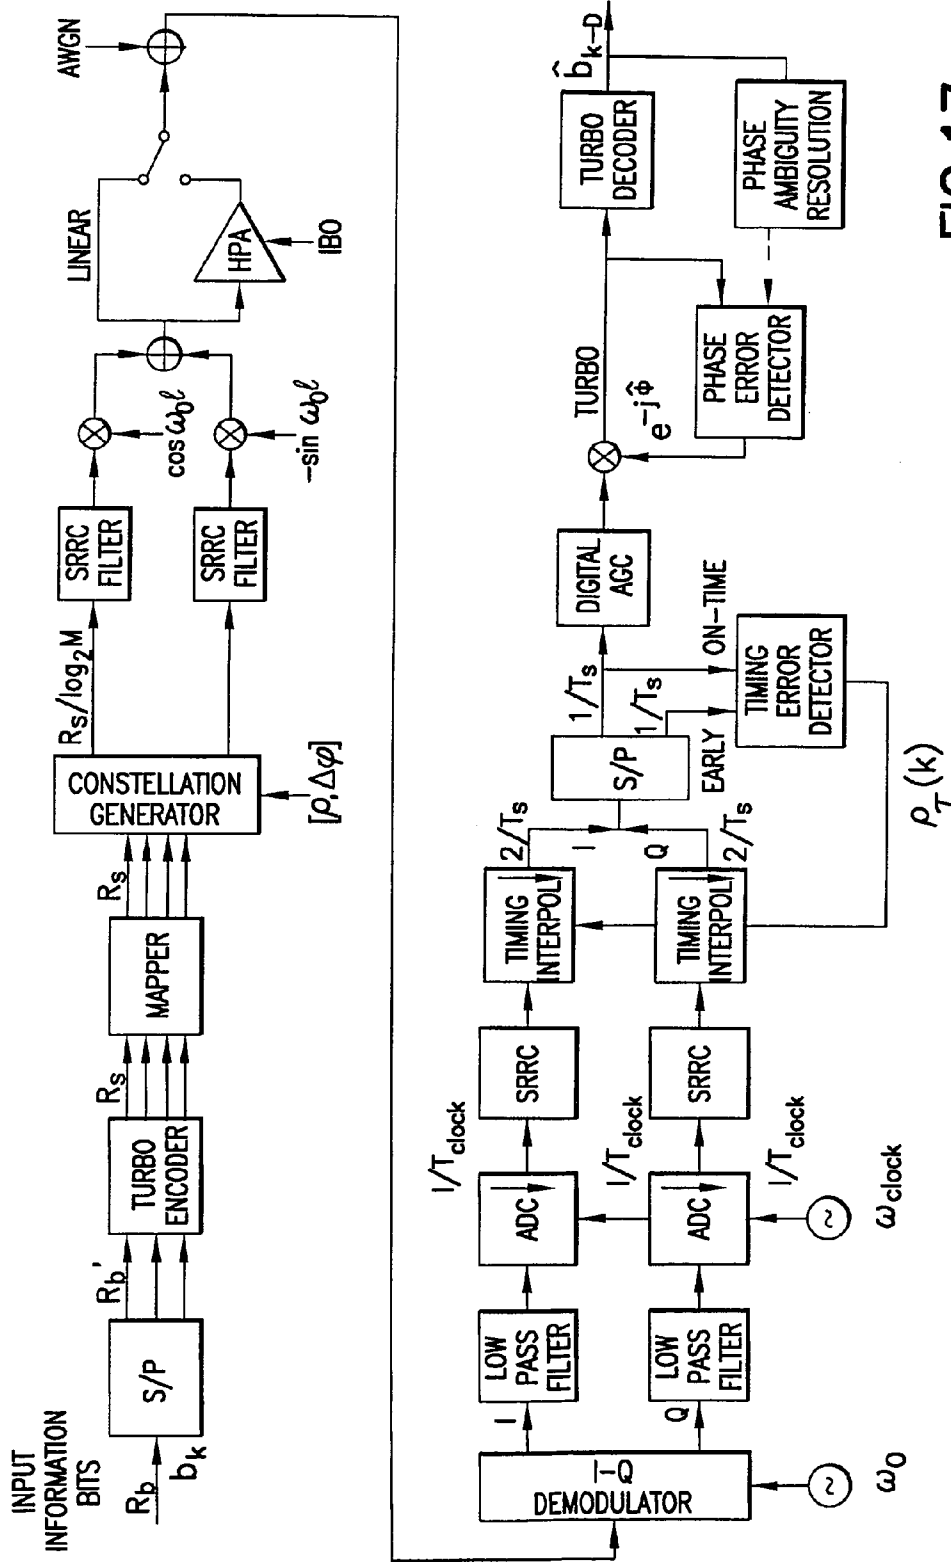 INPUT
INFORMATION
BITS
R_b
b_k
S/P
R_b'
TURBO
ENCODER
R_s
MAPPER
R_s
CONSTELLATION
GENERATOR
[ρ, Δφ]
R_s/log_2M
SRRC
FILTER
SRRC
FILTER
cos ω_0 ℓ
-sin ω_0 ℓ
LINEAR
HPA
IBO
AWGN
I-Q
DEMODULATOR
ω_0
~
I
Q
LOW
PASS
FILTER
LOW
PASS
FILTER
ADC
ADC
1/T_clock
1/T_clock
1/T_clock
~
ω_clock
SRRC
SRRC
TIMING
INTERPOL
TIMING
INTERPOL
2/T_s
I
Q
2/T_s
S/P
1/T_s
1/T_s
EARLY
ON-TIME
TIMING
ERROR
DETECTOR
ρ_τ(k)
DIGITAL
AGC
TURBO
e^{-jφ̂}
PHASE
ERROR
DETECTOR
TURBO
DECODER
b̂_{k-D}
PHASE
AMBIGUITY
RESOLUTION